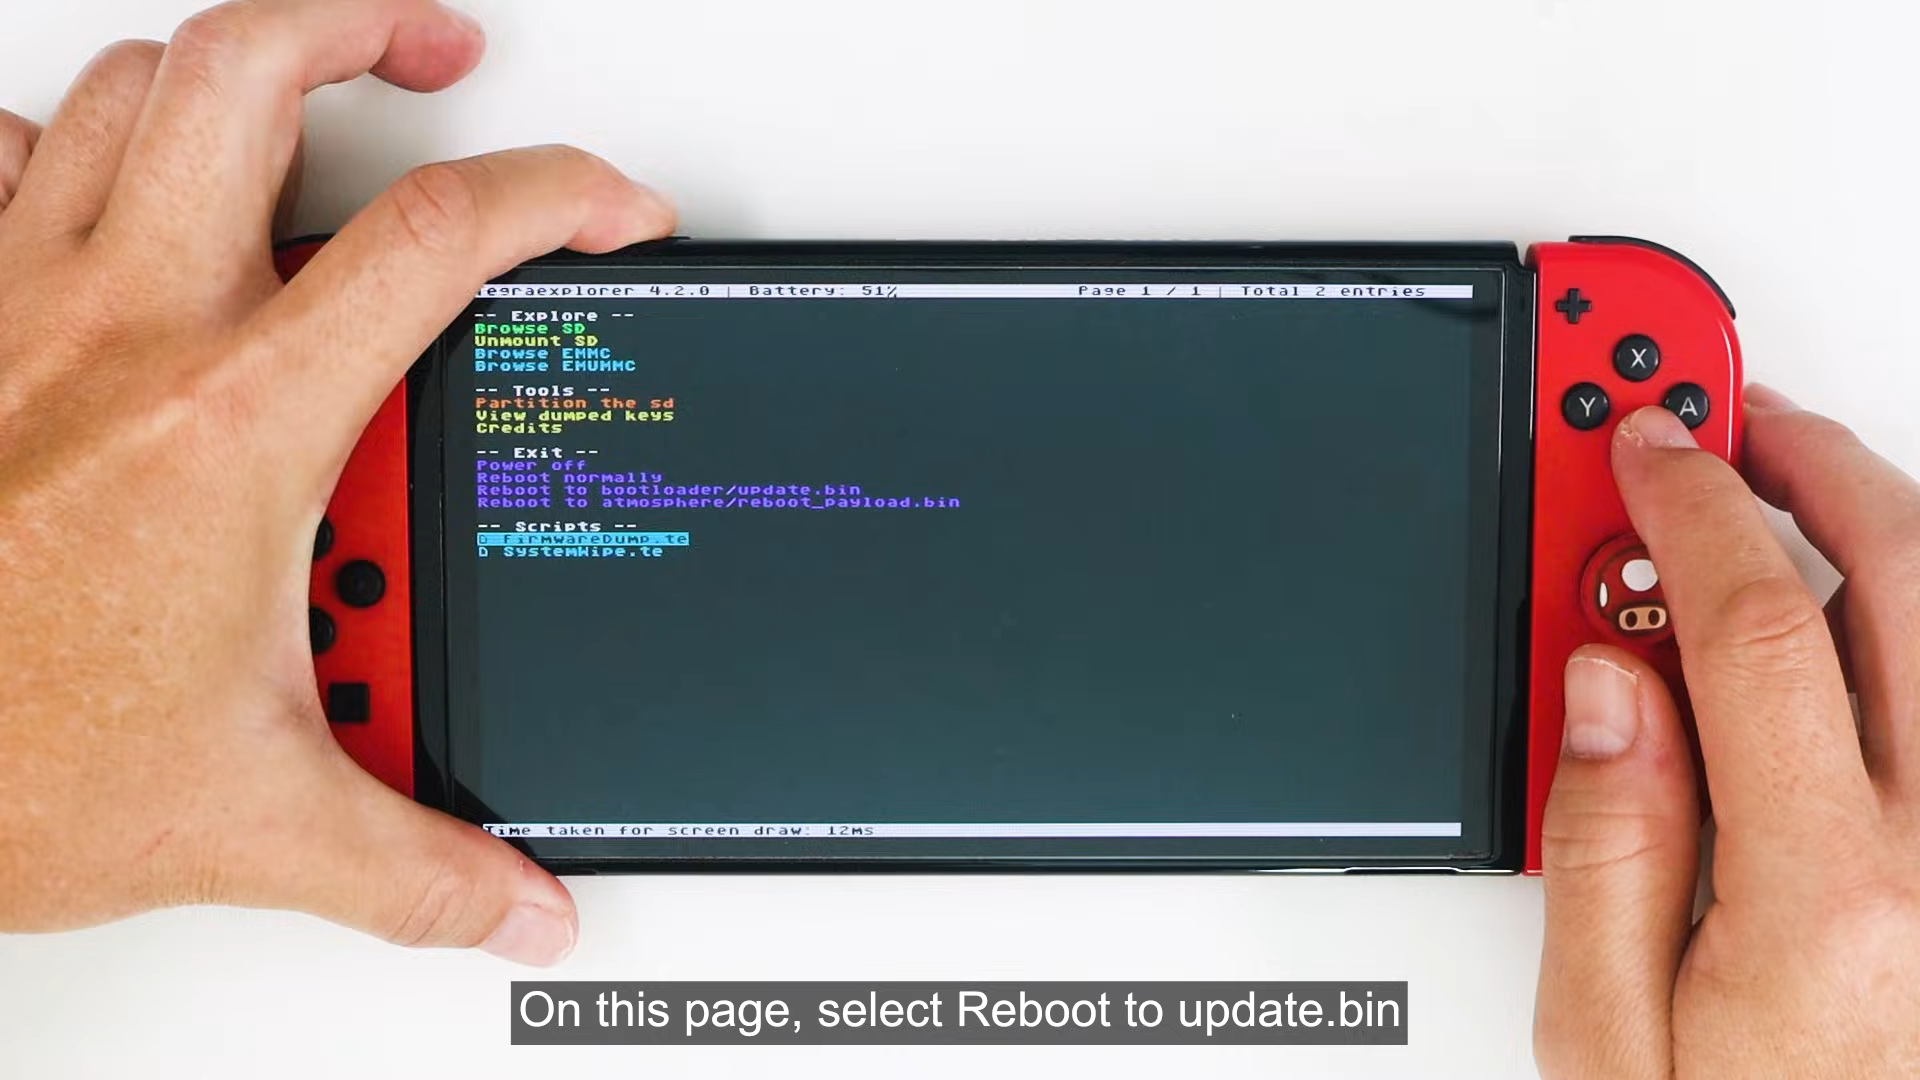 egraexplorer 4.2.0 | Battery: 51% Page 1 / 1 | Total 2 entries
-- Explore --
Browse SD
Unmount SD
Browse EMMC
Browse EMUMMC
-- Tools --
Partition the sd
View dumped keys
Credits
-- Exit --
Power off
Reboot normally
Reboot to bootloader/update.bin
Reboot to atmosphere/reboot_payload.bin
-- Scripts --
D FirmwareDump.te
D SystemWipe.te
Time taken for screen draw: 12ms
X
Y A
On this page, select Reboot to update.bin